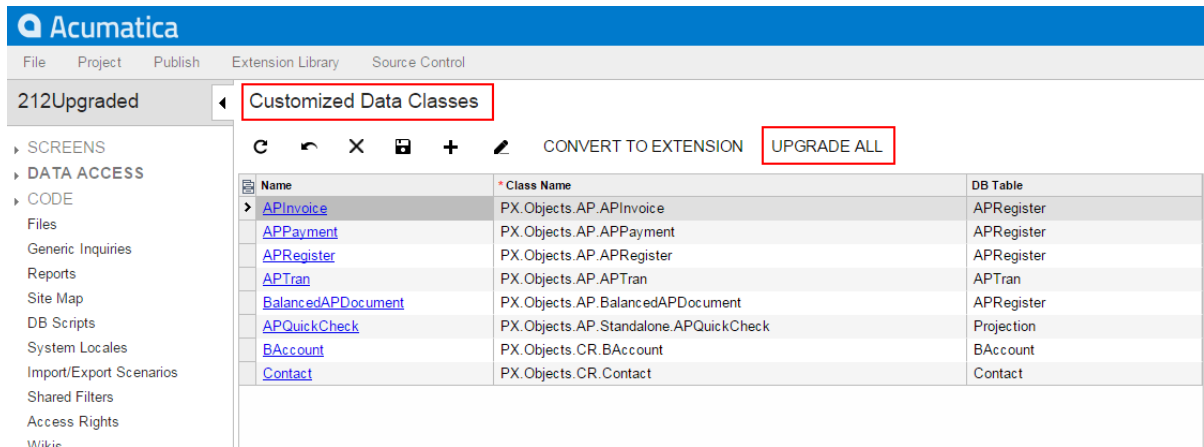 Acumatica
File Project Publish Extension Library Source Control
212Upgraded
Customized Data Classes
SCREENS
DATA ACCESS
CODE
Files
Generic Inquiries
Reports
Site Map
DB Scripts
System Locales
Import/Export Scenarios
Shared Filters
Access Rights
Wikis
CONVERT TO EXTENSION UPGRADE ALL
Name * Class Name DB Table
APInvoice PX.Objects.AP.APInvoice APRegister
APPayment PX.Objects.AP.APPayment APRegister
APRegister PX.Objects.AP.APRegister APRegister
APTran PX.Objects.AP.APTran APTran
BalancedAPDocument PX.Objects.AP.BalancedAPDocument APRegister
APQuickCheck PX.Objects.AP.Standalone.APQuickCheck Projection
BAccount PX.Objects.CR.BAccount BAccount
Contact PX.Objects.CR.Contact Contact